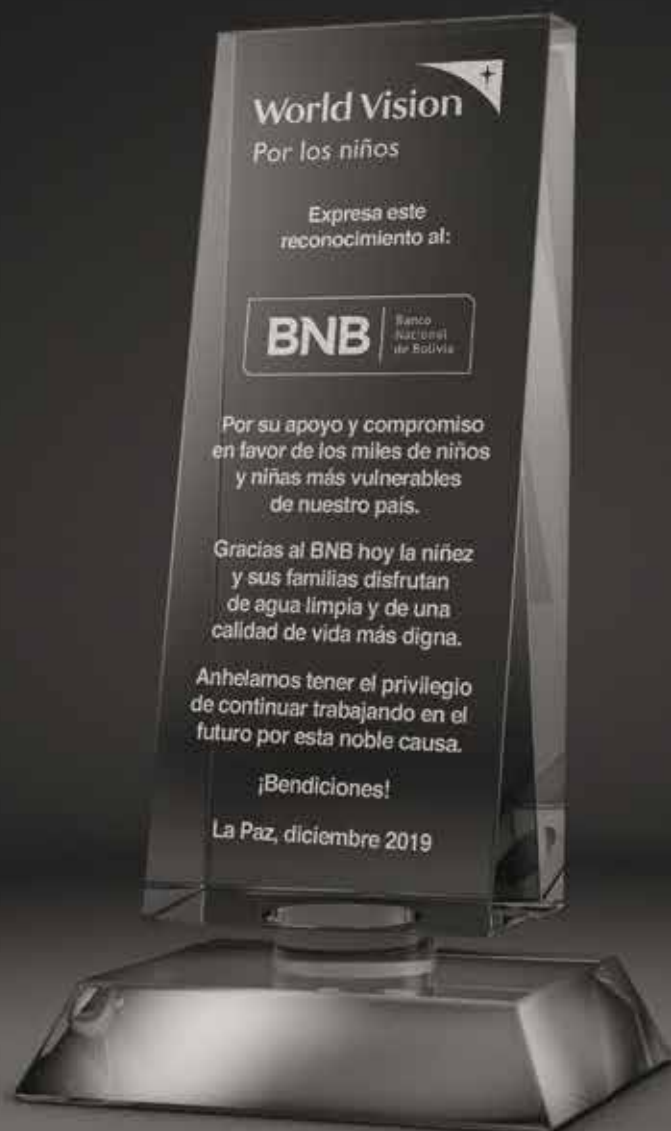 World Vision
Por los niños
Expresa este
reconocimiento al:
BNB
Banco
Nacional
de Bolivia
Por su apoyo y compromiso
en favor de los miles de niños
y niñas más vulnerables
de nuestro país.
Gracias al BNB hoy la niñez
y sus familias disfrutan
de agua limpia y de una
calidad de vida más digna.
Anhelamos tener el privilegio
de continuar trabajando en el
futuro por esta noble causa.
¡Bendiciones!
La Paz, diciembre 2019